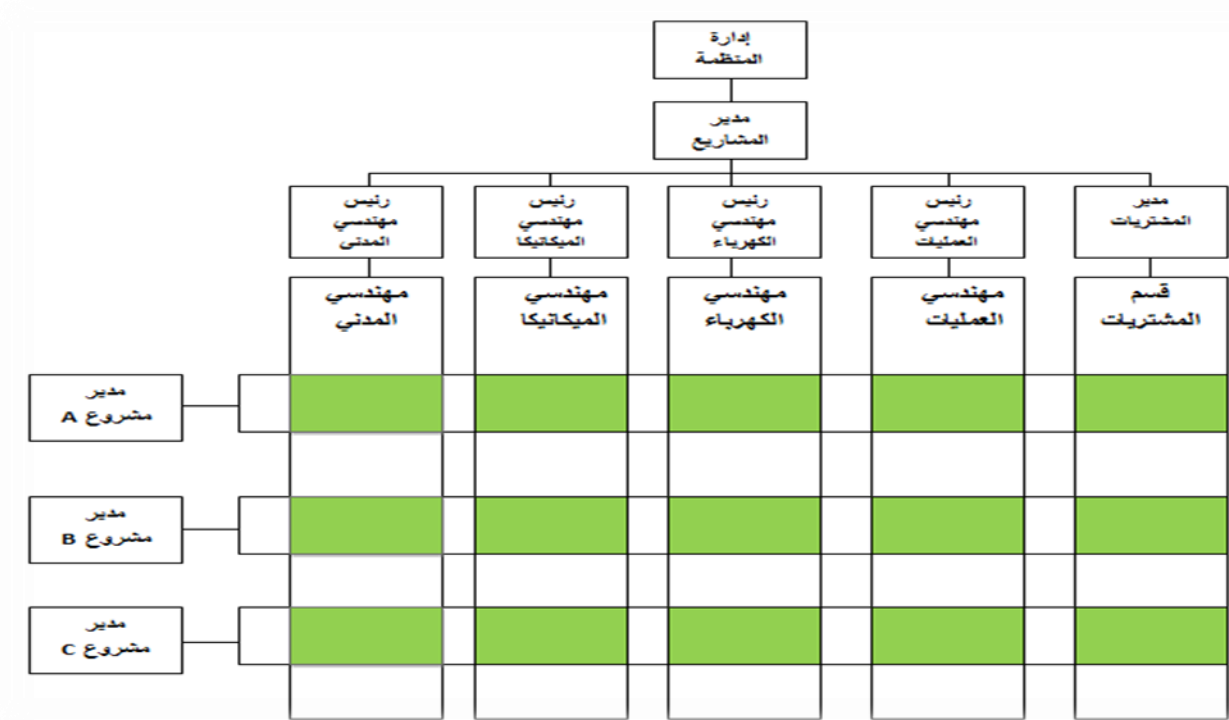 إدارة
المنظمة
مدير
المشاريع
مدير
المشتريات
رئيس
مهندسي
العمليات
رئيس
مهندسي
الكهرباء
رئيس
مهندسي
الميكانيكا
رئيس
مهندسي
المدني
قسم
المشتريات
مهندسي
العمليات
مهندسي
الكهرباء
مهندسي
الميكانيكا
مهندسي
المدني
مدير
مشروع A
مدير
مشروع B
مدير
مشروع C